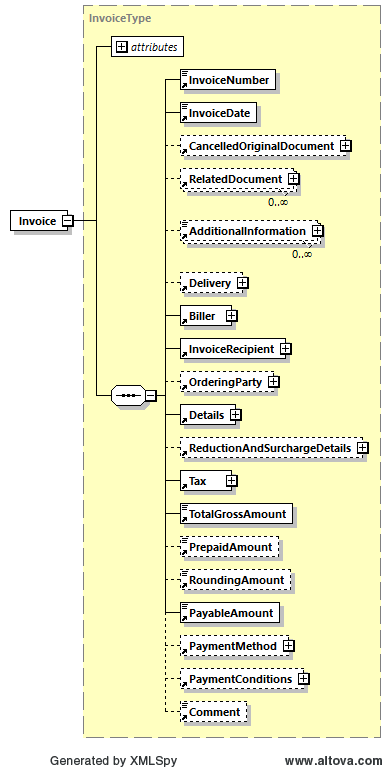 InvoiceType
attributes
InvoiceNumber
InvoiceDate
CancelledOriginalDocument
RelatedDocument
0..∞
Invoice
AdditionalInformation
0..∞
Delivery
Biller
InvoiceRecipient
OrderingParty
Details
ReductionAndSurchargeDetails
Tax
TotalGrossAmount
PrepaidAmount
RoundingAmount
PayableAmount
PaymentMethod
PaymentConditions
Comment
Generated by XMLSpy www.altova.com